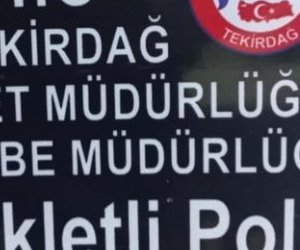 EKİRDAĞ
TEKİRDAĞ
ET MÜDÜRLÜĞ
BE MÜDÜRLÜĞ
kletli Pol